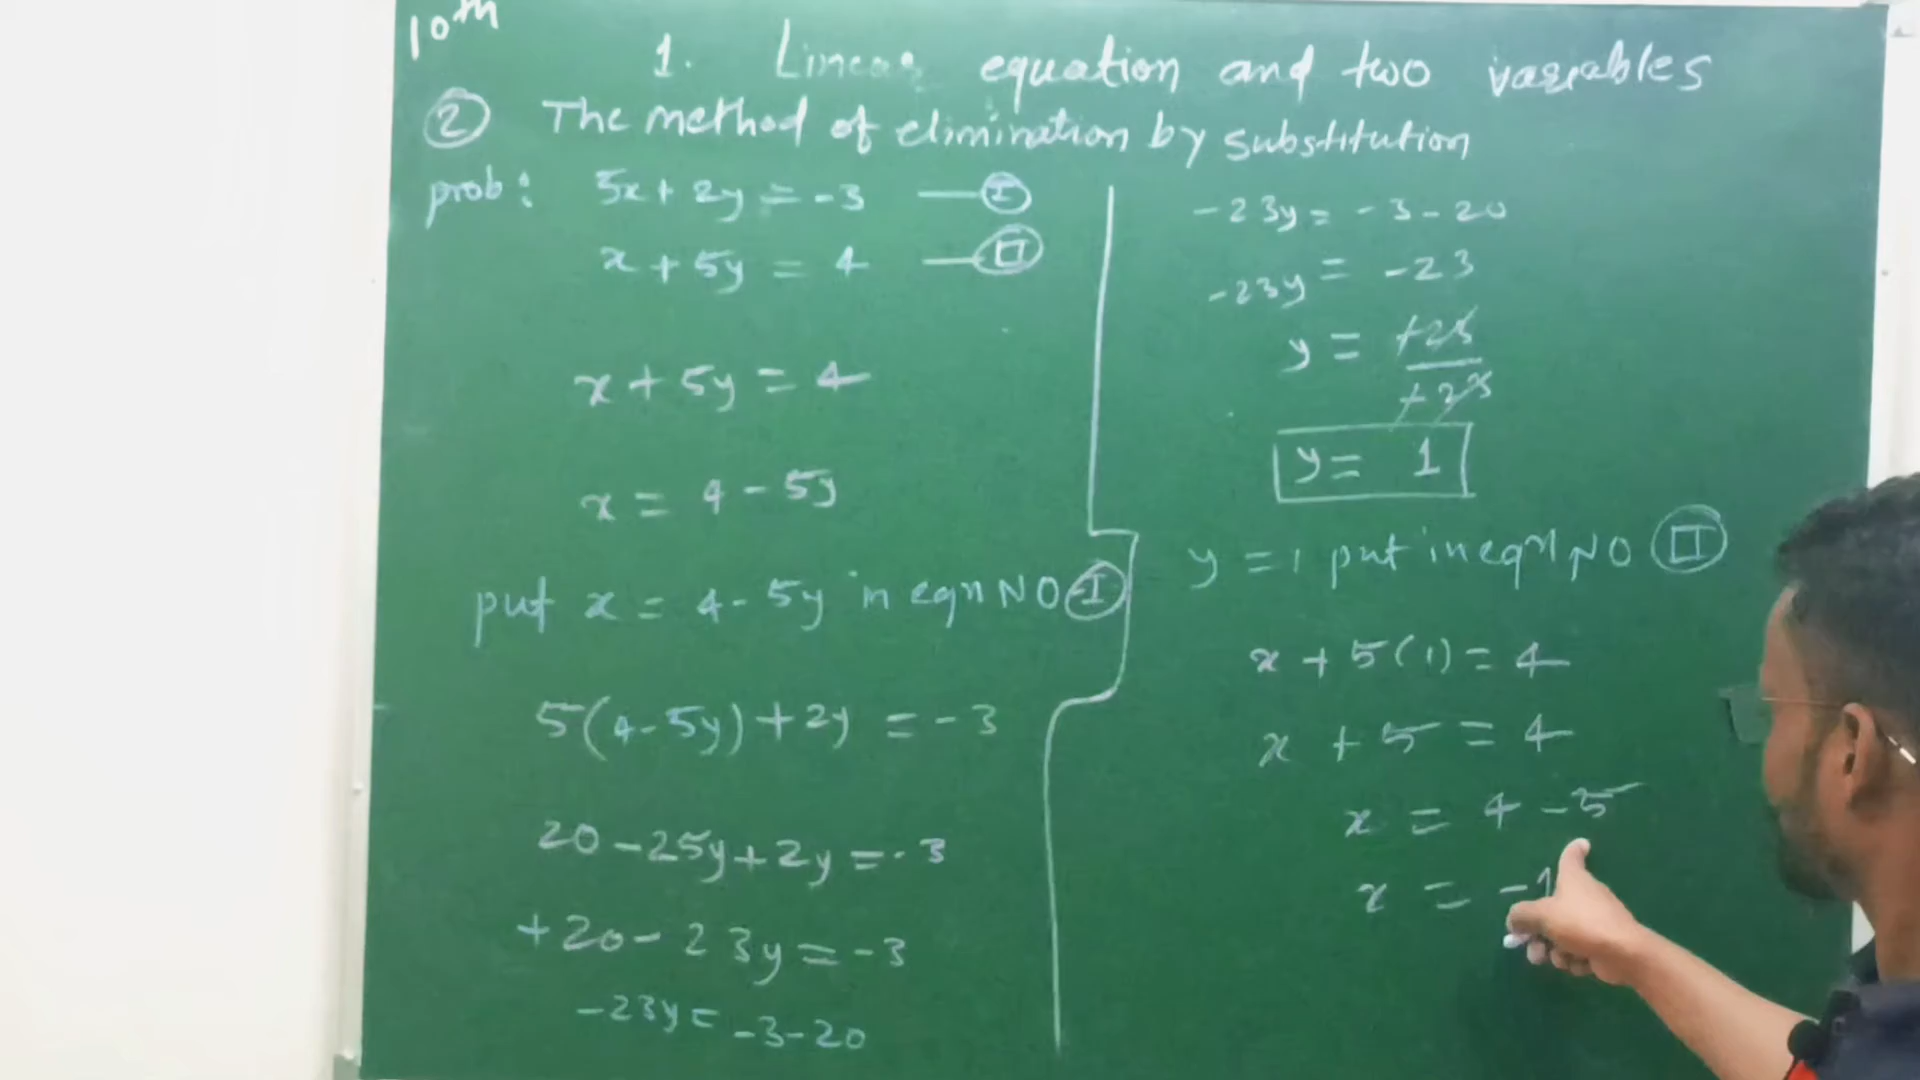 10th
1. Linear equation and two variables
② The method of elimination by substitution
prob: 5x + 2y = -3 — Ⓘ
x + 5y = 4 — Ⓘ Ⓘ
x + 5y = 4
x = 4 - 5y
put x = 4 - 5y in eqn NO Ⓘ
5(4-5y) + 2y = -3
20 - 25y + 2y = -3
+20 - 23y = -3
-23y = -3-20
-23y = -3-20
-23y = -23
y = +23
+23
y = 1
y = 1 put in eqn NO II
x + 5(1) = 4
x + 5 = 4
x = 4 - 5
x = -1